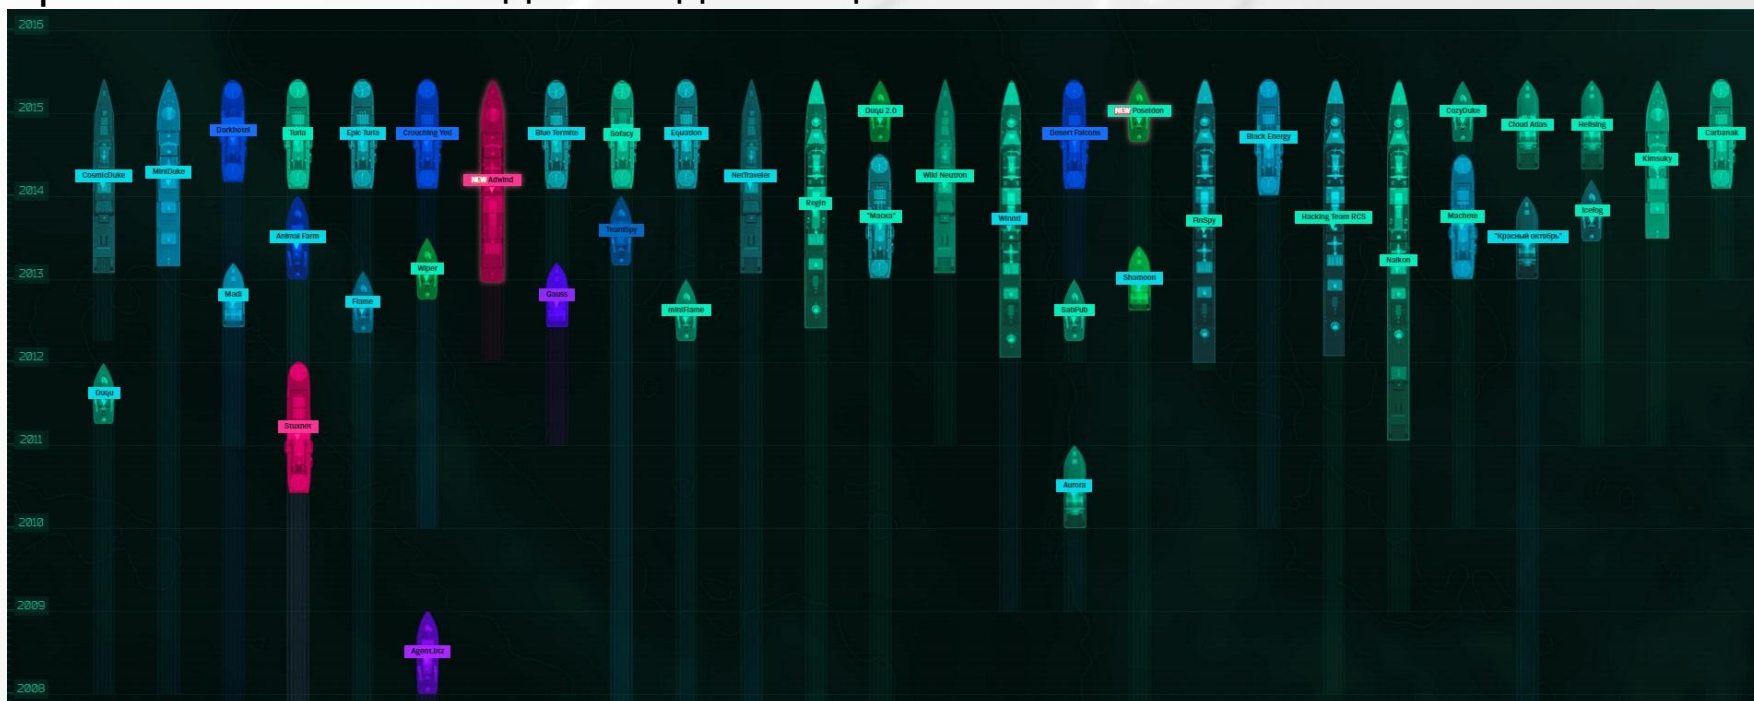 2016
2015
Duqu 2.0
NEW Poseidon
CozyDuke
Cloud Atlas
Hellsing
Darkhotel
Turla
Epic Turla
Crouching Yeti
Blue Termite
Sofacy
Equation
Desert Falcons
Black Energy
Carbanak
Kimsuky
CosmicDuke
MiniDuke
NEW Adwind
NetTraveler
Wild Neutron
2014
Regin
"Маска"
Winnti
FinSpy
Hacking Team RCS
Machete
Icefog
Animal Farm
TeamSpy
"Красный октябрь"
Naikon
Wiper
Shamoon
2013
Madi
Flame
Gauss
miniFlame
SabPub
2012
Duqu
Stuxnet
2011
Aurora
2010
2009
Agent.btz
2008